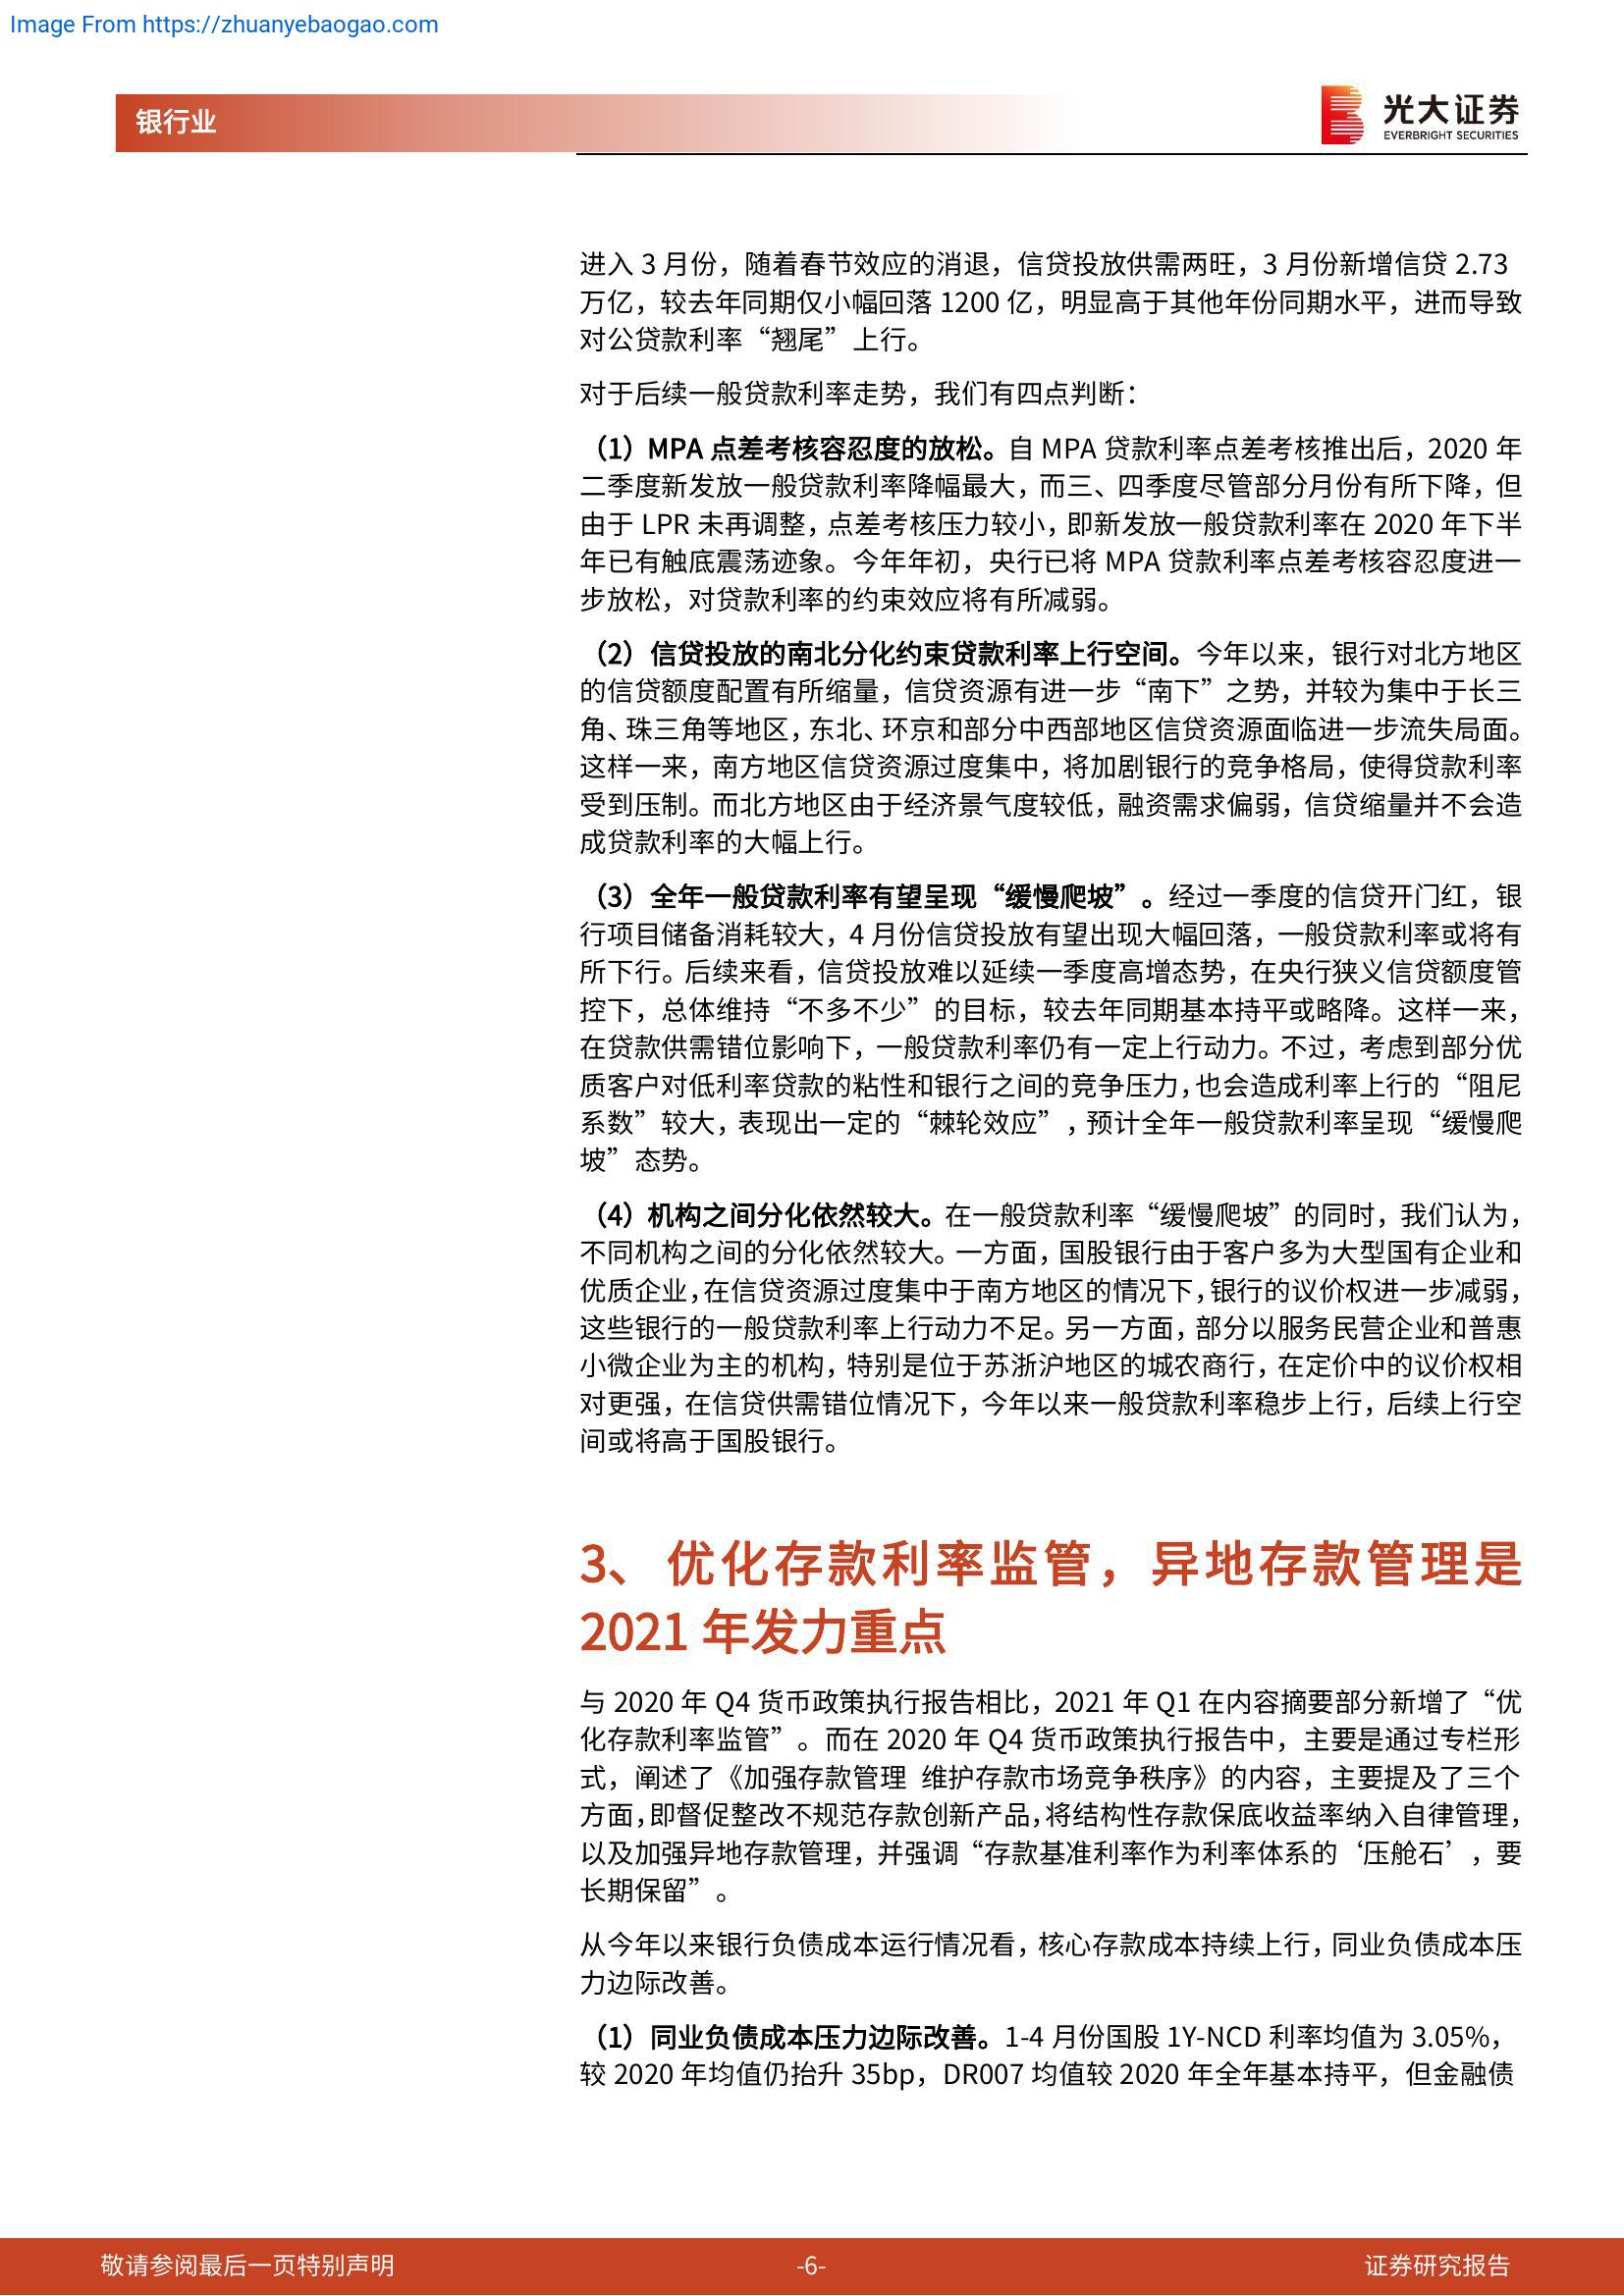 Image From https://zhuanyebaogao.com
银行业
光大证券
EVERBRIGHT SECURITIES
进入 3 月份，随着春节效应的消退，信贷投放供需两旺，3 月份新增信贷 2.73
万亿，较去年同期仅小幅回落 1200 亿，明显高于其他年份同期水平，进而导致
对公贷款利率“翘尾”上行。
对于后续一般贷款利率走势，我们有四点判断：
（1）MPA 点差考核容忍度的放松。自 MPA 贷款利率点差考核推出后，2020 年
二季度新发放一般贷款利率降幅最大，而三、四季度尽管部分月份有所下降，但
由于 LPR 未再调整，点差考核压力较小，即新发放一般贷款利率在 2020 年下半
年已有触底震荡迹象。今年年初，央行已将 MPA 贷款利率点差考核容忍度进一
步放松，对贷款利率的约束效应将有所减弱。
（2）信贷投放的南北分化约束贷款利率上行空间。今年以来，银行对北方地区
的信贷额度配置有所缩量，信贷资源有进一步“南下”之势，并较为集中于长三
角、珠三角等地区，东北、环京和部分中西部地区信贷资源面临进一步流失局面。
这样一来，南方地区信贷资源过度集中，将加剧银行的竞争格局，使得贷款利率
受到压制。而北方地区由于经济景气度较低，融资需求偏弱，信贷缩量并不会造
成贷款利率的大幅上行。
（3）全年一般贷款利率有望呈现“缓慢爬坡”。经过一季度的信贷开门红，银
行项目储备消耗较大，4 月份信贷投放有望出现大幅回落，一般贷款利率或将有
所下行。后续来看，信贷投放难以延续一季度高增态势，在央行狭义信贷额度管
控下，总体维持“不多不少”的目标，较去年同期基本持平或略降。这样一来，
在贷款供需错位影响下，一般贷款利率仍有一定上行动力。不过，考虑到部分优
质客户对低利率贷款的粘性和银行之间的竞争压力，也会造成利率上行的“阻尼
系数”较大，表现出一定的“棘轮效应”，预计全年一般贷款利率呈现“缓慢爬
坡”态势。
（4）机构之间分化依然较大。在一般贷款利率“缓慢爬坡”的同时，我们认为，
不同机构之间的分化依然较大。一方面，国股银行由于客户多为大型国有企业和
优质企业，在信贷资源过度集中于南方地区的情况下，银行的议价权进一步减弱，
这些银行的一般贷款利率上行动力不足。另一方面，部分以服务民营企业和普惠
小微企业为主的机构，特别是位于苏浙沪地区的城农商行，在定价中的议价权相
对更强，在信贷供需错位情况下，今年以来一般贷款利率稳步上行，后续上行空
间或将高于国股银行。
3、 优化存款利率监管，异地存款管理是
2021 年发力重点
与 2020 年 Q4 货币政策执行报告相比，2021 年 Q1 在内容摘要部分新增了“优
化存款利率监管”。而在 2020 年 Q4 货币政策执行报告中，主要是通过专栏形
式，阐述了《加强存款管理 维护存款市场竞争秩序》的内容，主要提及了三个
方面，即督促整改不规范存款创新产品，将结构性存款保底收益率纳入自律管理，
以及加强异地存款管理，并强调“存款基准利率作为利率体系的‘压舱石’，要
长期保留”。
从今年以来银行负债成本运行情况看，核心存款成本持续上行，同业负债成本压
力边际改善。
（1）同业负债成本压力边际改善。1-4 月份国股 1Y-NCD 利率均值为 3.05%，
较 2020 年均值仍抬升 35bp，DR007 均值较 2020 年全年基本持平，但金融债
敬请参阅最后一页特别声明
-6-
证券研究报告